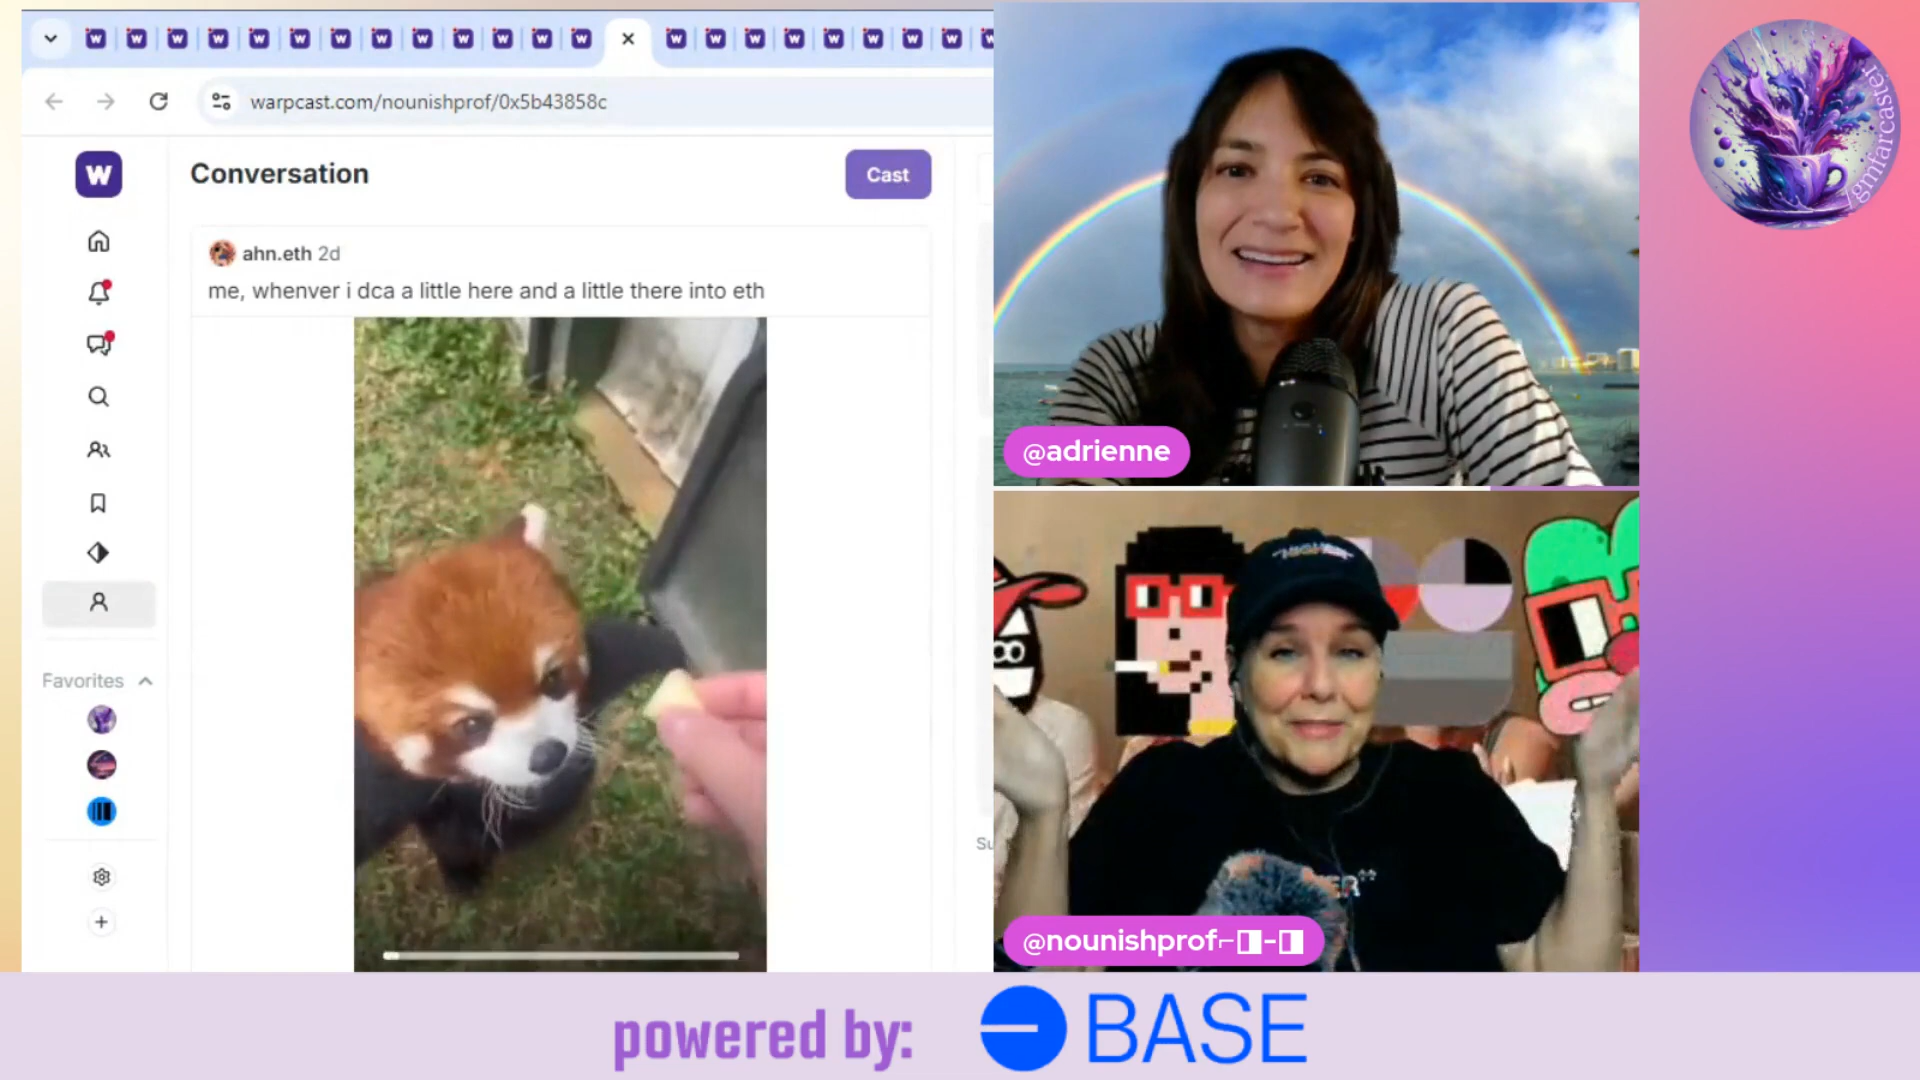 warpcast.com/nounishprof/0x5b43858c
Conversation
Cast
ahn.eth 2d
me, whenver i dca a little here and a little there into eth
Favorites
@adrienne
@nounishprof
/gmfarcaster
powered by:
BASE